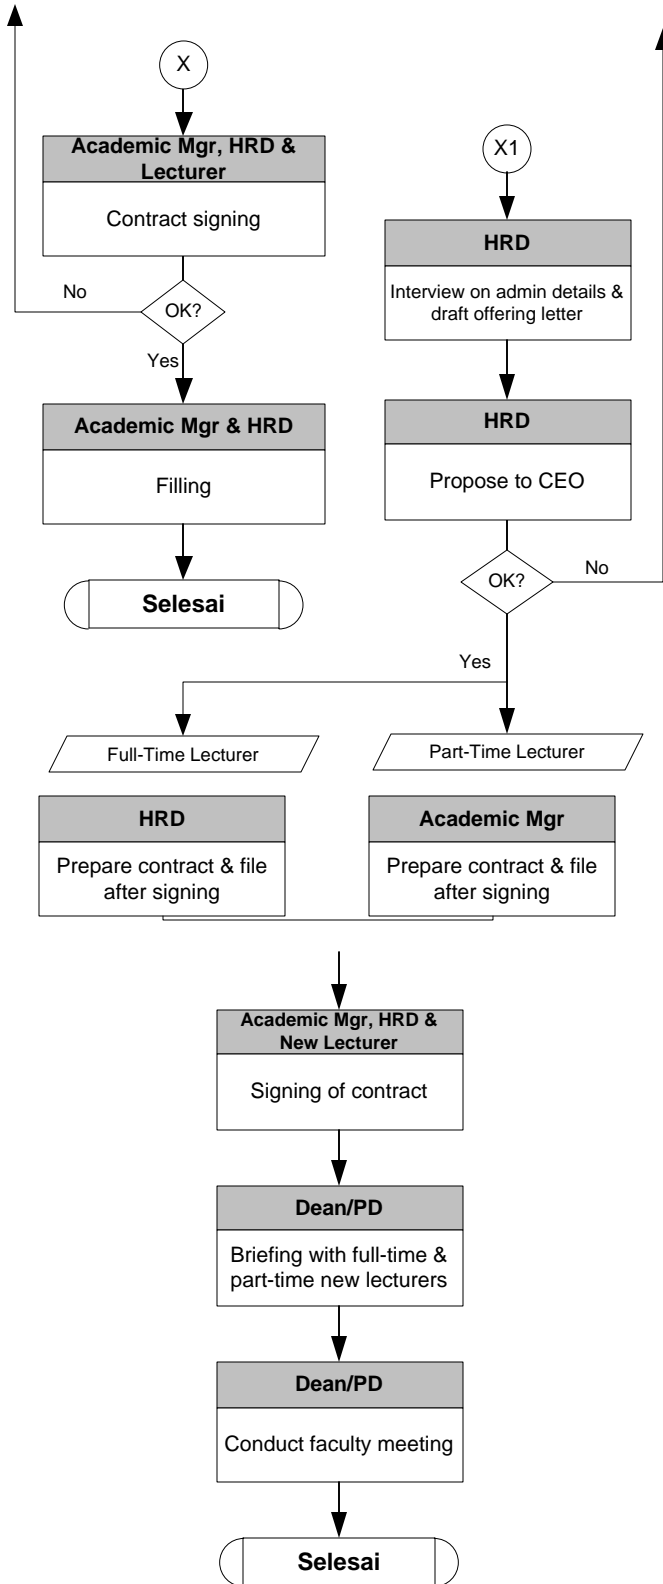 X
Academic Mgr, HRD &
Lecturer
Contract signing
No
OK?
Yes
Academic Mgr & HRD
Filling
Selesai
X1
HRD
Interview on admin details &
draft offering letter
HRD
Propose to CEO
OK?
No
Yes
Full-Time Lecturer
Part-Time Lecturer
HRD
Prepare contract & file
after signing
Academic Mgr
Prepare contract & file
after signing
Academic Mgr, HRD &
New Lecturer
Signing of contract
Dean/PD
Briefing with full-time &
part-time new lecturers
Dean/PD
Conduct faculty meeting
Selesai